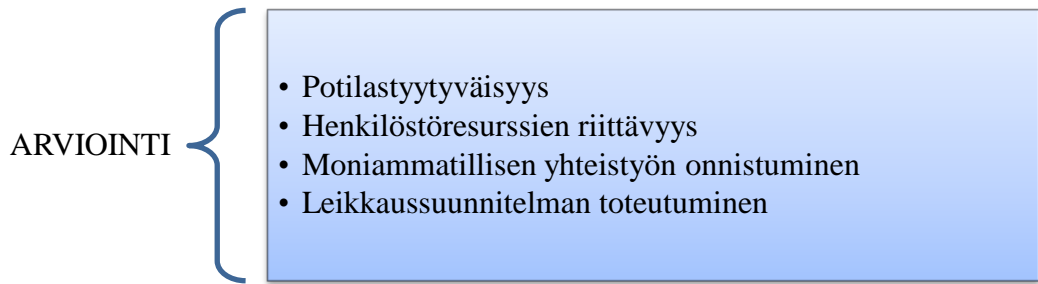 ARVIOINTI
• Potilastyytyväisyys
• Henkilöstöresurssien riittävyys
• Moniammatillisen yhteistyön onnistuminen
• Leikkaussuunnitelman toteutuminen